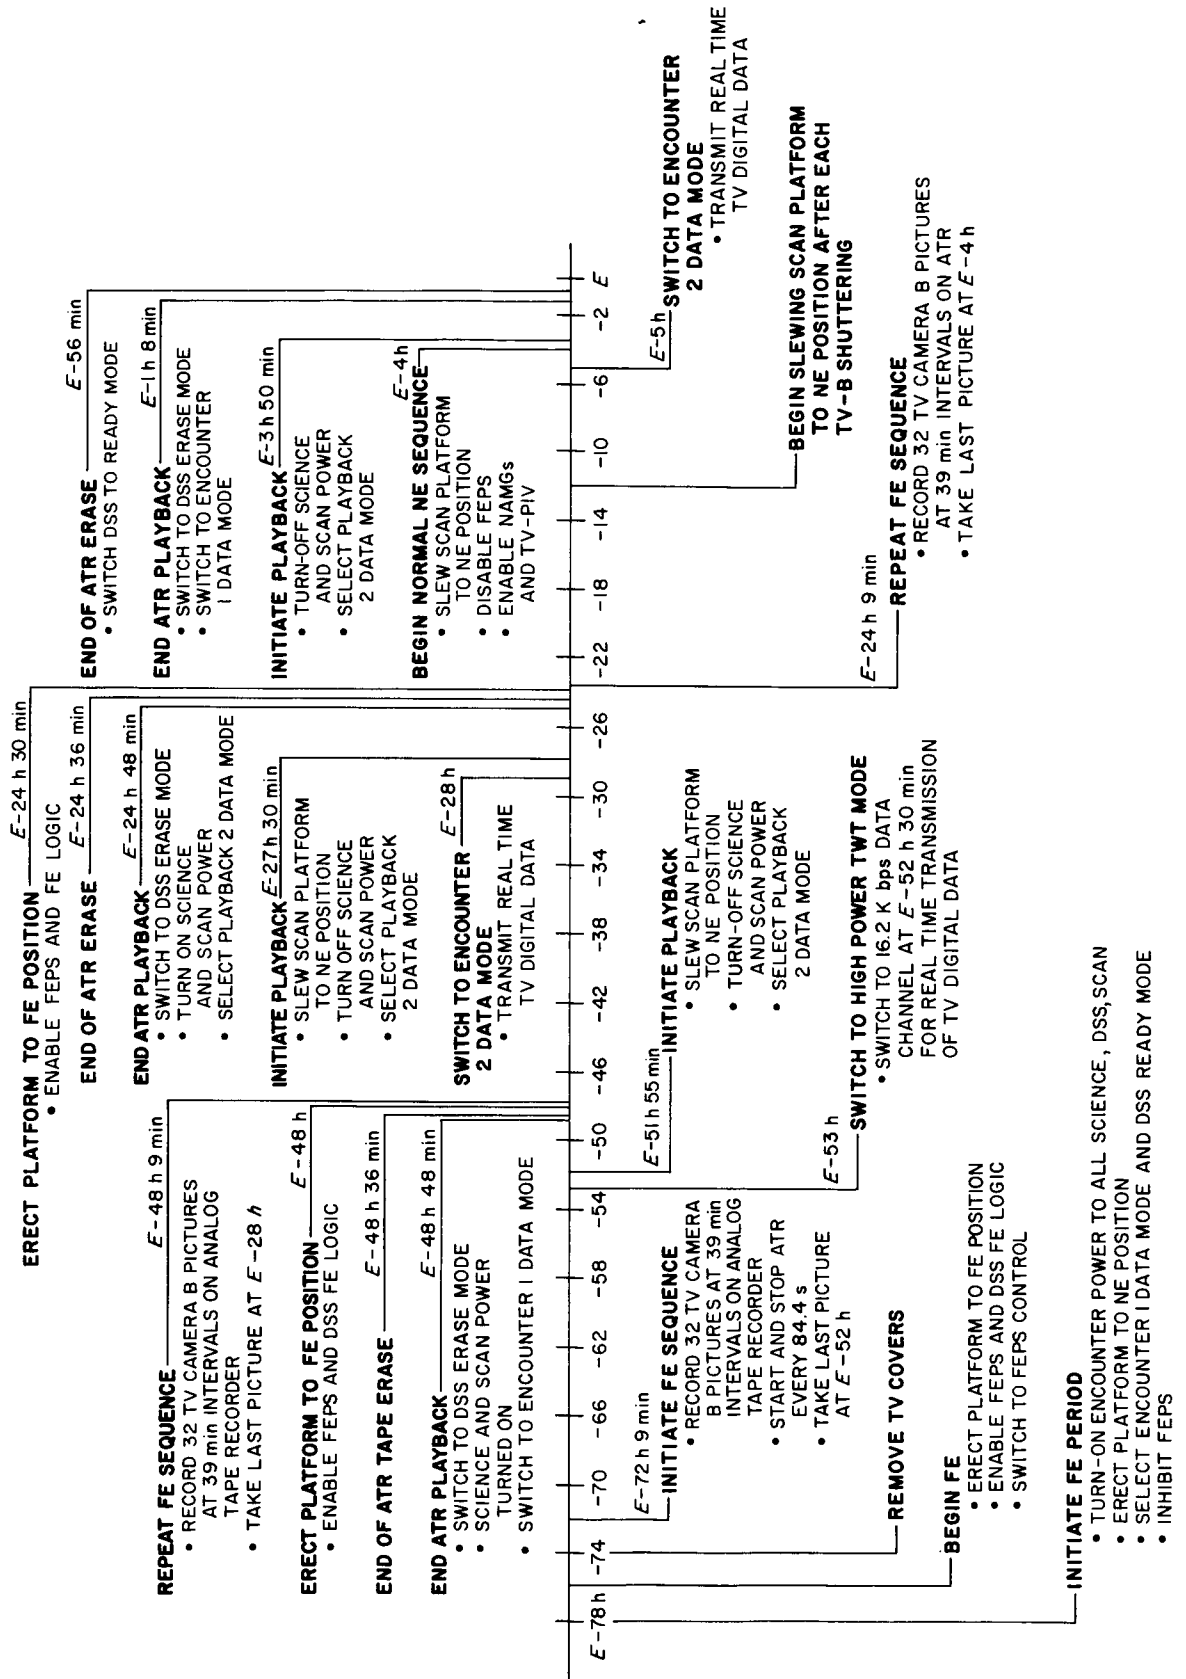 ERECT PLATFORM TO FE POSITION
E-24 h 30 min
• ENABLE FEPS AND FE LOGIC
END OF ATR ERASE
E-24 h 36 min
END ATR PLAYBACK
E-24 h 48 min
• SWITCH TO DSS ERASE MODE
• TURN ON SCIENCE
AND SCAN POWER
• SELECT PLAYBACK 2 DATA MODE
INITIATE PLAYBACK
E-27 h 30 min
• SLEW SCAN PLATFORM
TO NE POSITION
• TURN OFF SCIENCE
AND SCAN POWER
• SELECT PLAYBACK
2 DATA MODE
SWITCH TO ENCOUNTER
2 DATA MODE
E-28 h
• TRANSMIT REAL TIME
TV DIGITAL DATA
END OF ATR ERASE
E-56 min
• SWITCH DSS TO READY MODE
END ATR PLAYBACK
E-1 h 8 min
• SWITCH TO DSS ERASE MODE
• SWITCH TO ENCOUNTER
1 DATA MODE
INITIATE PLAYBACK
E-3 h 50 min
• TURN-OFF SCIENCE
AND SCAN POWER
• SELECT PLAYBACK
2 DATA MODE
BEGIN NORMAL NE SEQUENCE
E-4 h
• SLEW SCAN PLATFORM
TO NE POSITION
• DISABLE FEPS
• ENABLE NAMGs
AND TV-PIV
REPEAT FE SEQUENCE
E-48 h 9 min
• RECORD 32 TV CAMERA B PICTURES
AT 39 min INTERVALS ON ANALOG
TAPE RECORDER
• TAKE LAST PICTURE AT E-28 h
ERECT PLATFORM TO FE POSITION
E-48 h
• ENABLE FEPS AND DSS FE LOGIC
END OF ATR TAPE ERASE
E-48 h 36 min
END ATR PLAYBACK
E-48 h 48 min
• SWITCH TO DSS ERASE MODE
• SCIENCE AND SCAN POWER
TURNED ON
• SWITCH TO ENCOUNTER 1 DATA MODE
E-78 h -74 -70 -66 -62 -58 -54 -50 -46 -42 -38 -34 -30 -26 -22 -18 -14 -10 -6 -2 E
E-5 h
SWITCH TO ENCOUNTER
2 DATA MODE
• TRANSMIT REAL TIME
TV DIGITAL DATA
BEGIN SLEWING SCAN PLATFORM
TO NE POSITION AFTER EACH
TV-B SHUTTERING
E-24 h 9 min
REPEAT FE SEQUENCE
• RECORD 32 TV CAMERA B PICTURES
AT 39 min INTERVALS ON ATR
• TAKE LAST PICTURE AT E-4 h
E-51 h 55 min
INITIATE PLAYBACK
• SLEW SCAN PLATFORM
TO NE POSITION
• TURN-OFF SCIENCE
AND SCAN POWER
• SELECT PLAYBACK
2 DATA MODE
E-53 h
SWITCH TO HIGH POWER TWT MODE
• SWITCH TO 16.2 K bps DATA
CHANNEL AT E-52 h 30 min
FOR REAL TIME TRANSMISSION
OF TV DIGITAL DATA
E-72 h 9 min
INITIATE FE SEQUENCE
• RECORD 32 TV CAMERA
B PICTURES AT 39 min
INTERVALS ON ANALOG
TAPE RECORDER
• START AND STOP ATR
EVERY 84.4 s
• TAKE LAST PICTURE
AT E-52 h
REMOVE TV COVERS
BEGIN FE
• ERECT PLATFORM TO FE POSITION
• ENABLE FEPS AND DSS FE LOGIC
• SWITCH TO FEPS CONTROL
INITIATE FE PERIOD
• TURN-ON ENCOUNTER POWER TO ALL SCIENCE, DSS, SCAN
• ERECT PLATFORM TO NE POSITION
• SELECT ENCOUNTER 1 DATA MODE AND DSS READY MODE
• INHIBIT FEPS